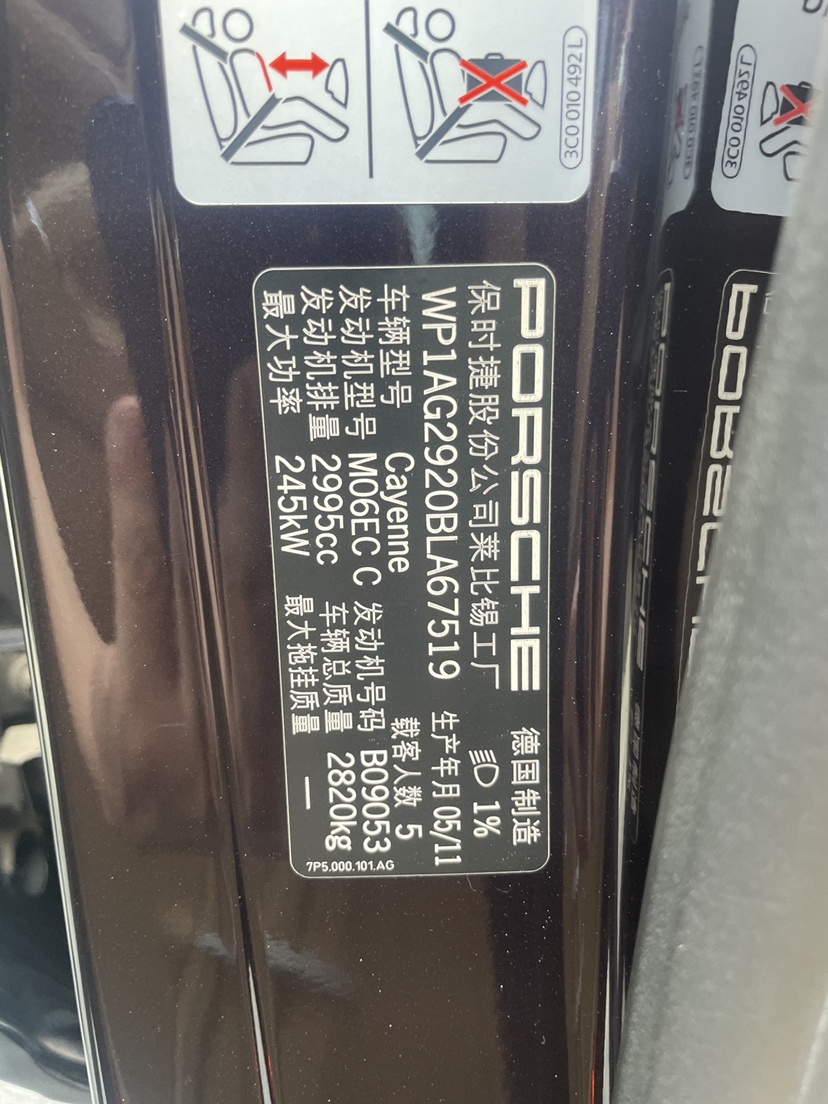 3C0 010 492 L
PORSCHE 德国制造
保时捷股份公司莱比锡工厂 1%
WP1AG2920BLA67519 生产年月 05/11
车辆型号 Cayenne 载客人数 5
发动机型号 M06EC C 发动机号码 B09053
发动机排量 2995cc 车辆总质量 2820kg
最大功率 245kW 最大拖挂质量 —
7P5.000.101.AG